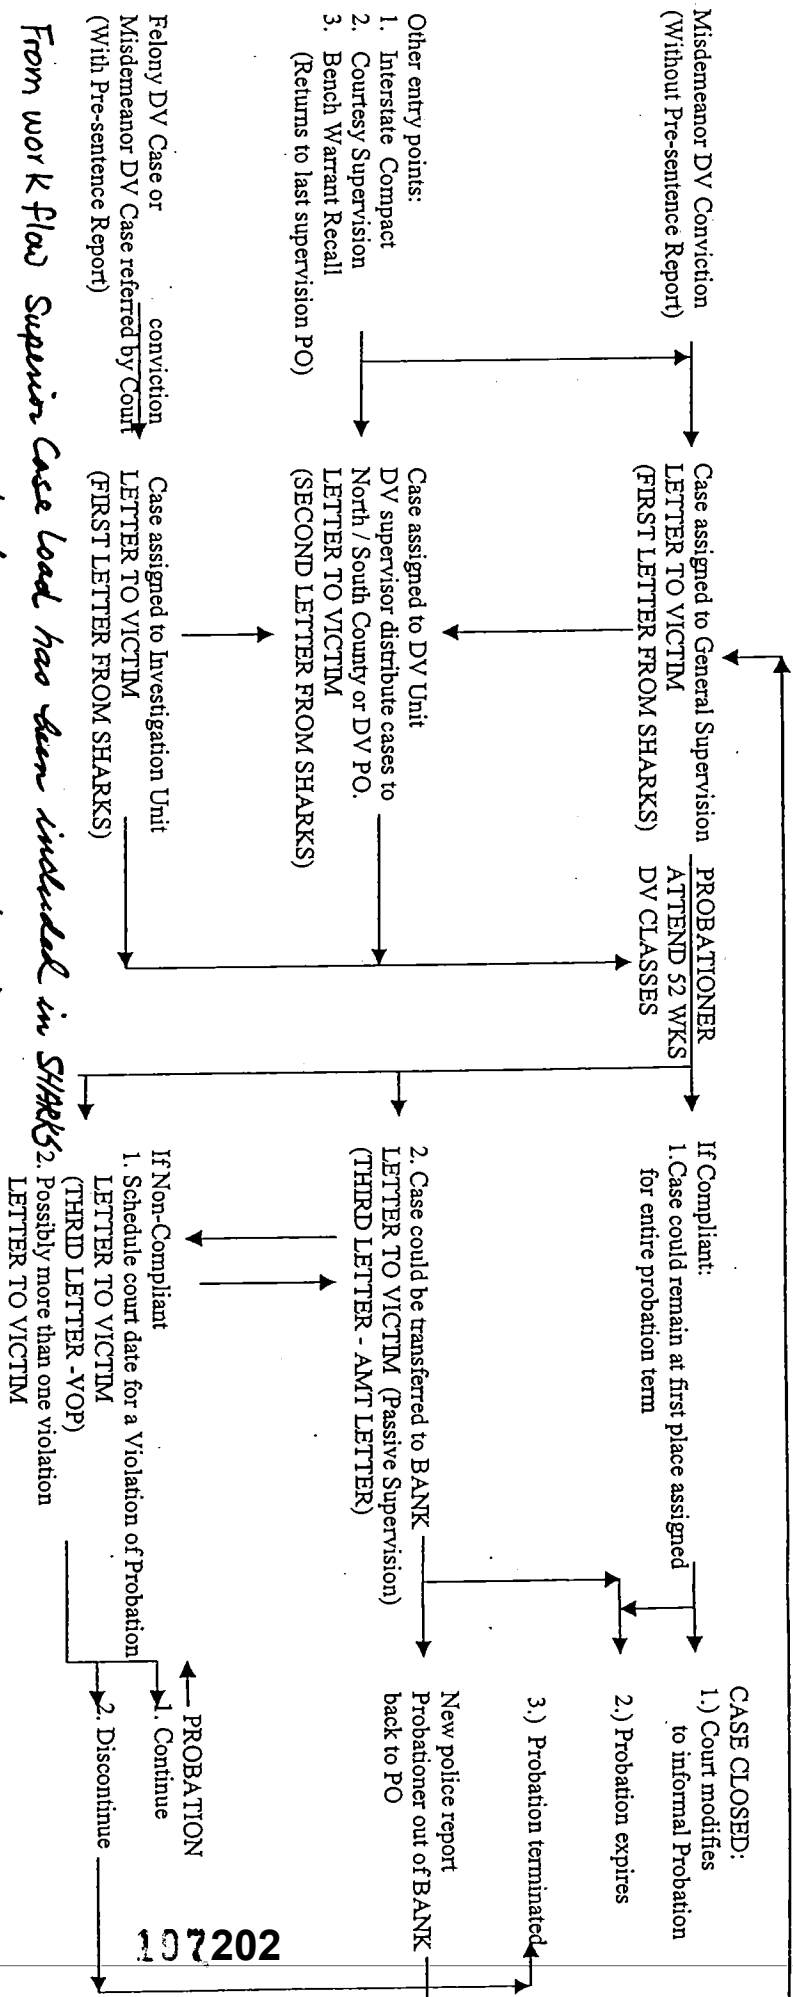 Misdemeanor DV Conviction
(Without Pre-sentence Report)
Other entry points:
1. Interstate Compact
2. Courtesy Supervision
3. Bench Warrant Recall
(Returns to last supervision PO)
Felony DV Case or
conviction
Misdemeanor DV Case referred by Court
(With Pre-sentence Report)
Case assigned to General Supervision
LETTER TO VICTIM
(FIRST LETTER FROM SHARKS)
Case assigned to DV Unit
DV supervisor distribute cases to
North / South County or DV PO.
LETTER TO VICTIM
(SECOND LETTER FROM SHARKS)
Case assigned to Investigation Unit
LETTER TO VICTIM
(FIRST LETTER FROM SHARKS)
PROBATIONER
ATTEND 52 WKS
DV CLASSES
If Compliant:
1.Case could remain at first place assigned
for entire probation term
2. Case could be transferred to BANK
LETTER TO VICTIM (Passive Supervision)
(THIRD LETTER - AMT LETTER)
If Non-Compliant
1. Schedule court date for a Violation of Probation
LETTER TO VICTIM
(THRID LETTER -VOP)
2. Possibly more than one violation
LETTER TO VICTIM
CASE CLOSED:
1.) Court modifies
to informal Probation
2.) Probation expires
3.) Probation terminated
New police report
Probationer out of BANK
back to PO
PROBATION
1. Continue
2. Discontinue
From work flow Superior Case load has been included in SHARKS
107202